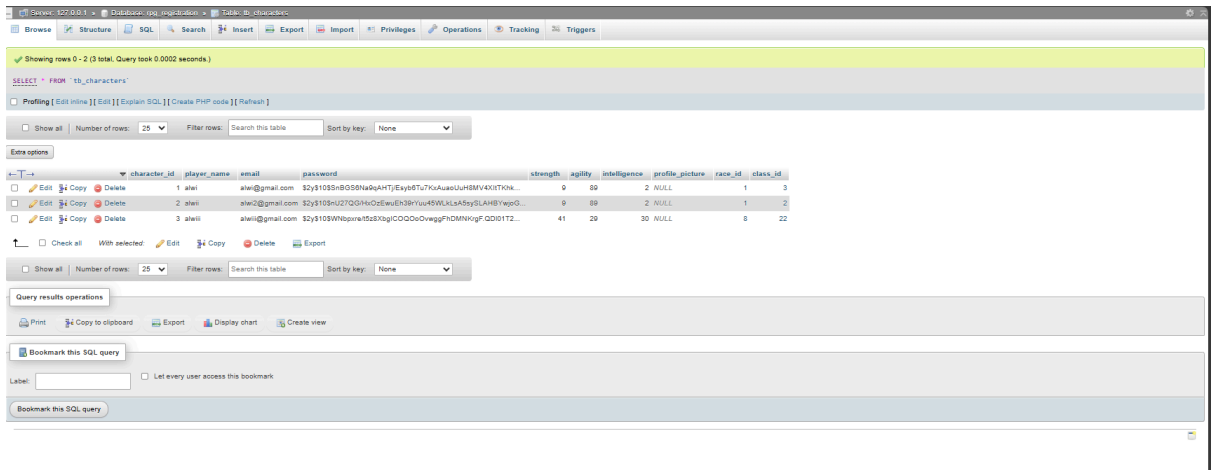 Server: 127.0.0.1 » Database: rpg_registration » Table: tb_characters
Browse Structure SQL Search Insert Export Import Privileges Operations Tracking Triggers
Showing rows 0 - 2 (3 total, Query took 0.0002 seconds.)
SELECT * FROM `tb_characters`
Profiling [ Edit inline ] [ Edit ] [ Explain SQL ] [ Create PHP code ] [ Refresh ]
Show all Number of rows: 25 Filter rows: Search this table Sort by key: None
Extra options
character_id player_name email password strength agility intelligence profile_picture race_id class_id
Edit Copy Delete 1 alwi alwi@gmail.com 9 89 2 NULL 1 3
Edit Copy Delete 2 alwii alwi2@gmail.com 9 89 2 NULL 1 2
Edit Copy Delete 3 alwiii alwiii@gmail.com 41 29 30 NULL 8 22
Check all With selected: Edit Copy Delete Export
Show all Number of rows: 25 Filter rows: Search this table Sort by key: None
Query results operations
Print Copy to clipboard Export Display chart Create view
Bookmark this SQL query
Label: Let every user access this bookmark
Bookmark this SQL query